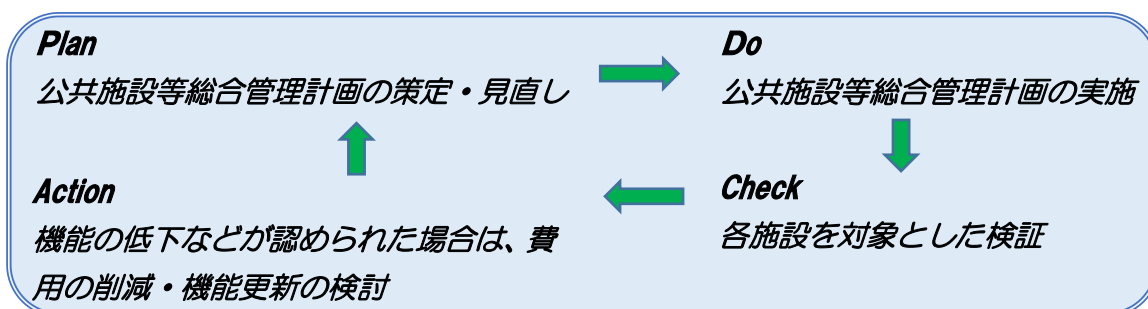 Plan
公共施設等総合管理計画の策定・見直し
Do
公共施設等総合管理計画の実施
Action
機能の低下などが認められた場合は、費
用の削減・機能更新の検討
Check
各施設を対象とした検証